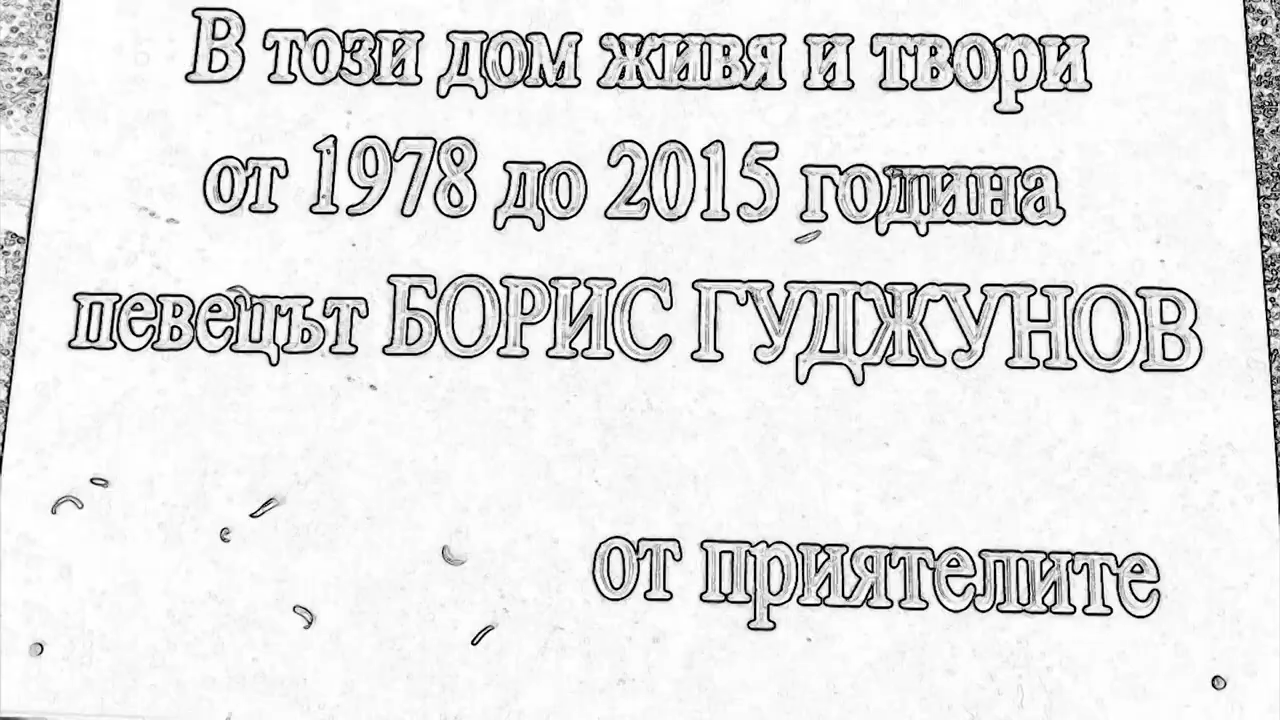 В този дом живя и твори
от 1978 до 2015 година
певецът БОРИС ГУДЖУНОВ
от приятелите